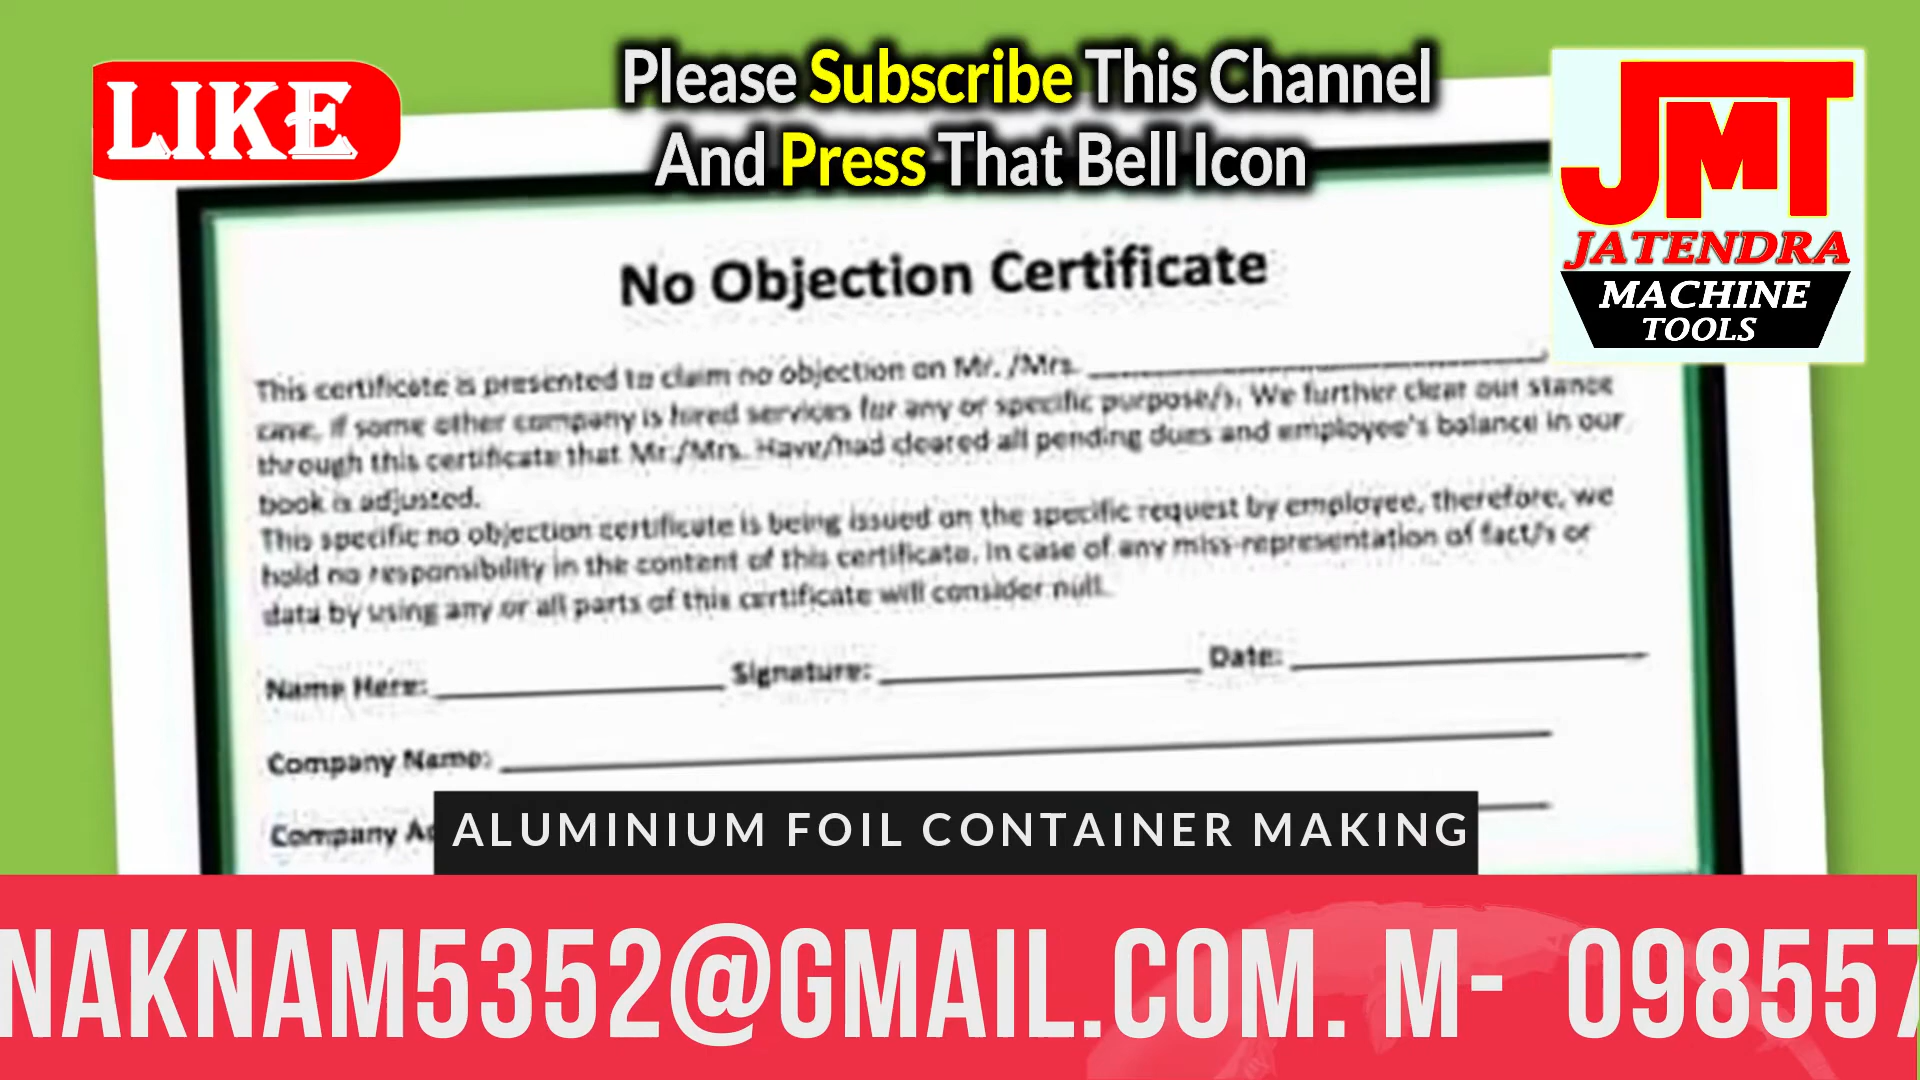 LIKE
Please Subscribe This Channel
And Press That Bell Icon
JMT
JATENDRA
MACHINE
TOOLS
No Objection Certificate
This certificate is presented to claim no objection on Mr. /Mrs.
case, if some other company is hired services for any or specific purpose/s. We further clear out stance
through this certificate that Mr./Mrs. Have/had cleared all pending dues and employee's balance in our
book is adjusted.
This specific no objection certificate is being issued on the specific request by employee, therefore, we
hold no responsibility in the content of this certificate. In case of any miss-representation of fact/s or
data by using any or all parts of this certificate will consider null.
Name Here: Signature: Date:
Company Name:
Company
ALUMINIUM FOIL CONTAINER MAKING
NAKNAM5352@GMAIL.COM. M- 098557